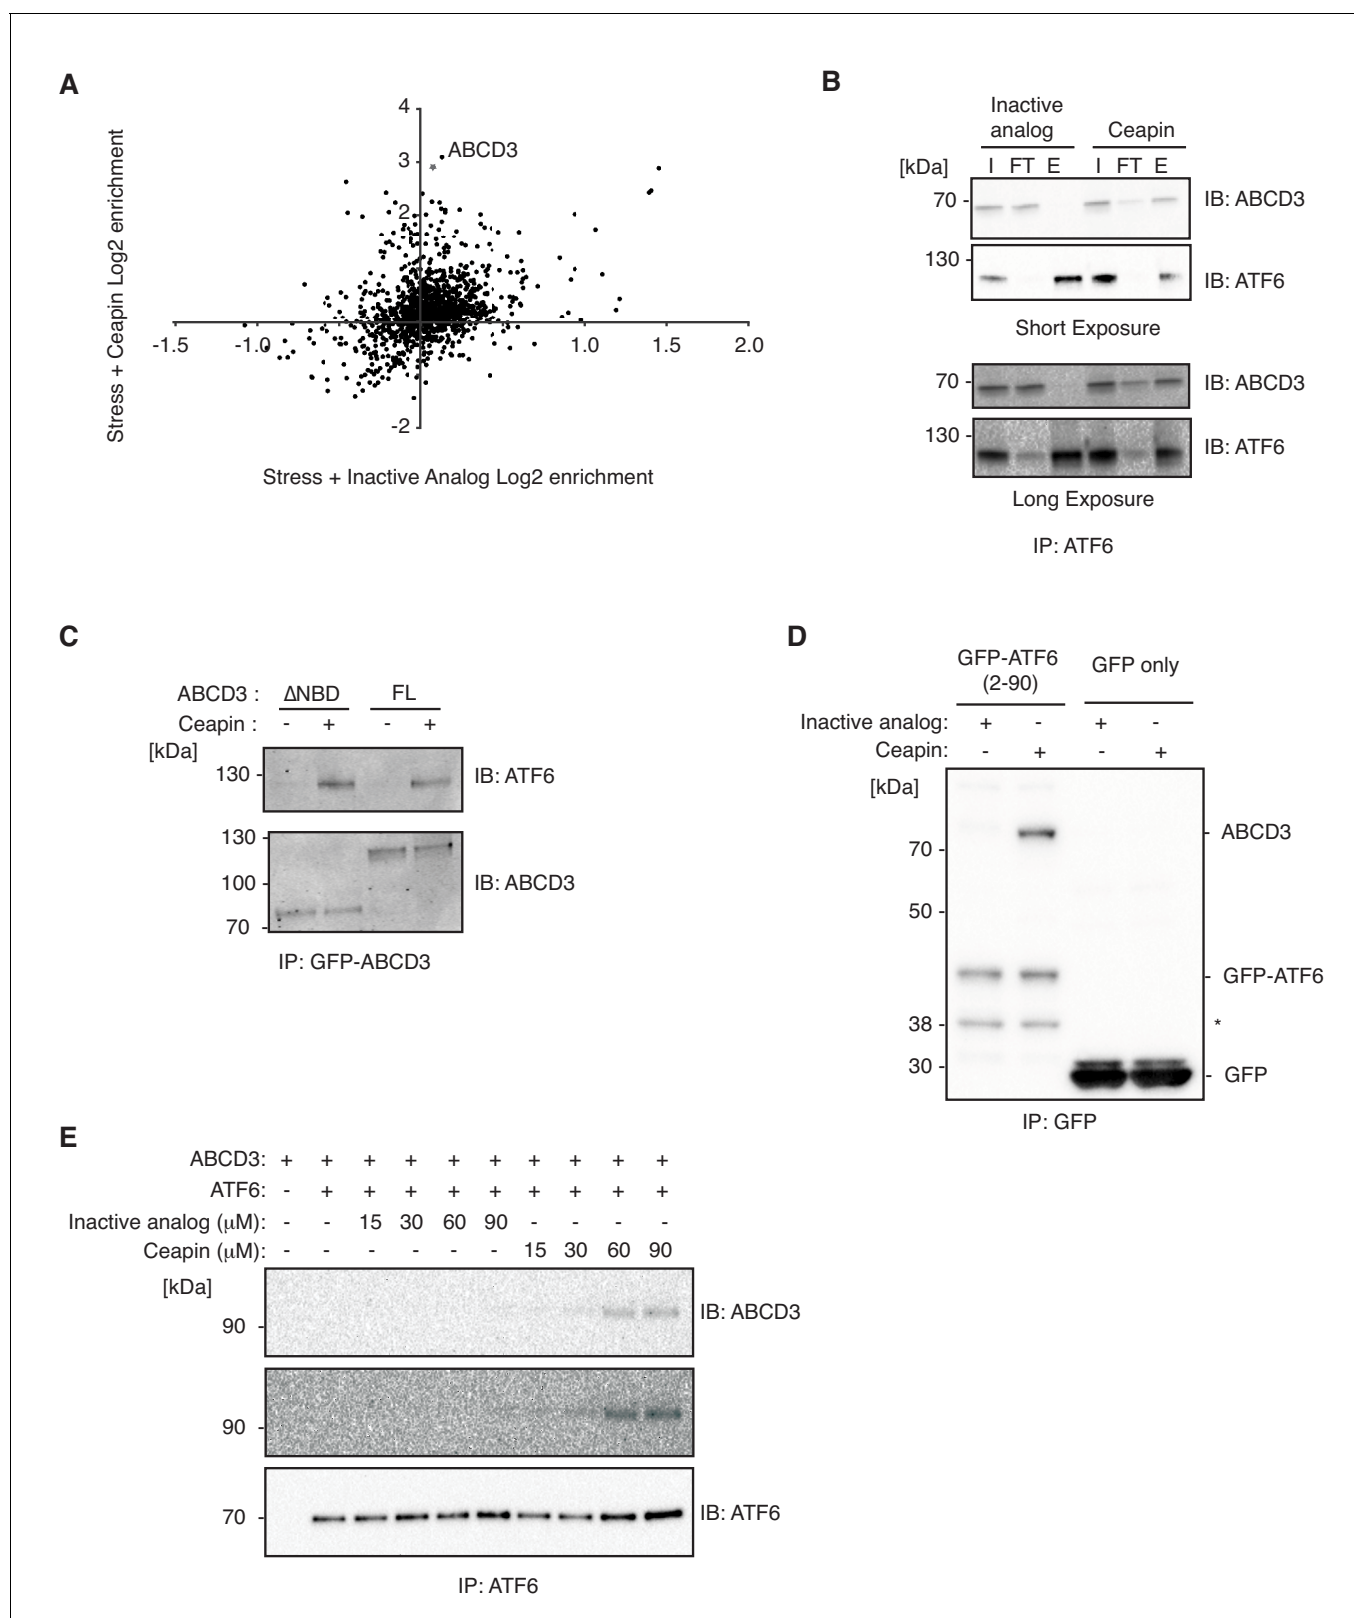 A
Stress + Ceapin Log2 enrichment
4
3
2
-2
ABCD3
-1.5
-1.0
1.0
1.5
2.0
Stress + Inactive Analog Log2 enrichment
B
Inactive
analog
Ceapin
[kDa]
I FT E I FT E
70 -
IB: ABCD3
130 -
IB: ATF6
Short Exposure
70 -
IB: ABCD3
130 -
IB: ATF6
Long Exposure
IP: ATF6
C
ABCD3 : ΔNBD FL
Ceapin : - + - +
[kDa]
130 -
IB: ATF6
130 -
100 -
70 -
IB: ABCD3
IP: GFP-ABCD3
D
GFP-ATF6
(2-90)
GFP only
Inactive analog: + - + -
Ceapin: - + - +
[kDa]
- ABCD3
70 -
50 -
- GFP-ATF6
38 -
*
30 -
- GFP
IP: GFP
E
ABCD3: + + + + + + + + + +
ATF6: - + + + + + + + + +
Inactive analog (μM): - - 15 30 60 90 - - - -
Ceapin (μM): - - - - - - 15 30 60 90
[kDa]
90 -
IB: ABCD3
90 -
70 -
IB: ATF6
IP: ATF6